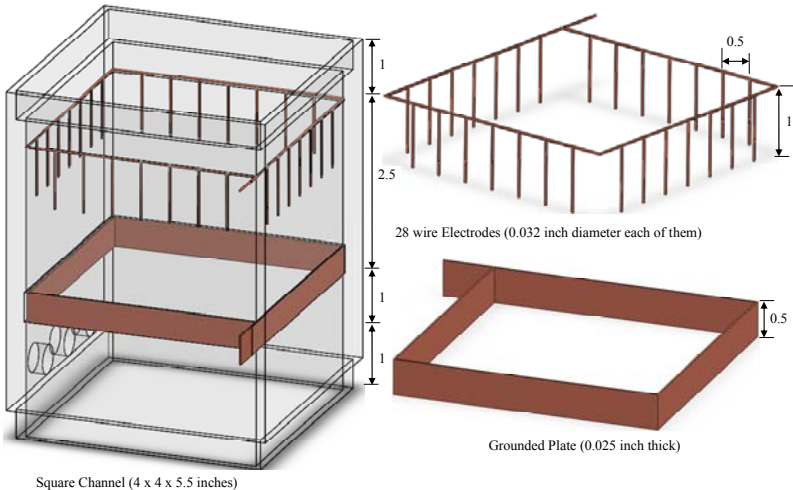 1
2.5
1
1
0.5
1
28 wire Electrodes (0.032 inch diameter each of them)
0.5
Grounded Plate (0.025 inch thick)
Square Channel (4 x 4 x 5.5 inches)